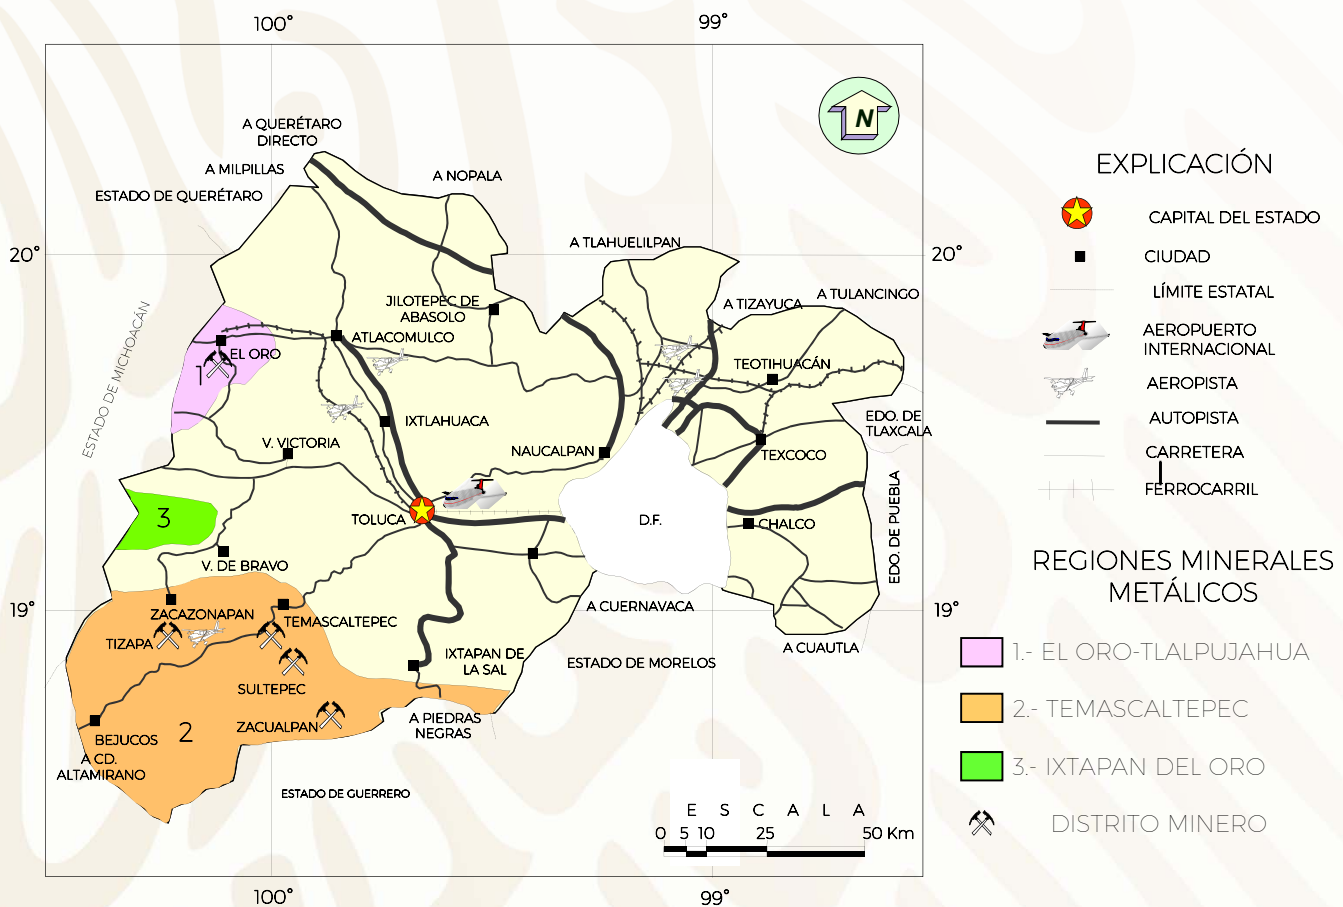 100°
99°
A QUERÉTARO
DIRECTO
A MILPILLAS
A NOPALA
ESTADO DE QUERÉTARO
A TLAHUELILPAN
20°
20°
A TIZAYUCA
A TULANCINGO
JILOTEPEC DE
ABASOLO
ATLACOMULCO
EL ORO
1
TEOTIHUACÁN
ESTADO DE MICHOACÁN
IXTLAHUACA
EDO. DE
TLAXCALA
V. VICTORIA
NAUCALPAN
TEXCOCO
3
TOLUCA
D.F.
CHALCO
EDO. DE PUEBLA
V. DE BRAVO
19°
19°
ZACAZONAPAN
TEMASCALTEPEC
A CUERNAVACA
TIZAPA
A CUAUTLA
IXTAPAN DE
LA SAL
ESTADO DE MORELOS
SULTEPEC
ZACUALPAN
A PIEDRAS
NEGRAS
2
BEJUCOS
A CD.
ALTAMIRANO
ESTADO DE GUERRERO
E S C A L A
0 5 10 25 50 Km
100°
99°
N
EXPLICACIÓN
CAPITAL DEL ESTADO
CIUDAD
LÍMITE ESTATAL
AEROPUERTO
INTERNACIONAL
AEROPISTA
AUTOPISTA
CARRETERA
FERROCARRIL
REGIONES MINERALES
METÁLICOS
1.- EL ORO-TLALPUJAHUA
2.- TEMASCALTEPEC
3.- IXTAPAN DEL ORO
DISTRITO MINERO